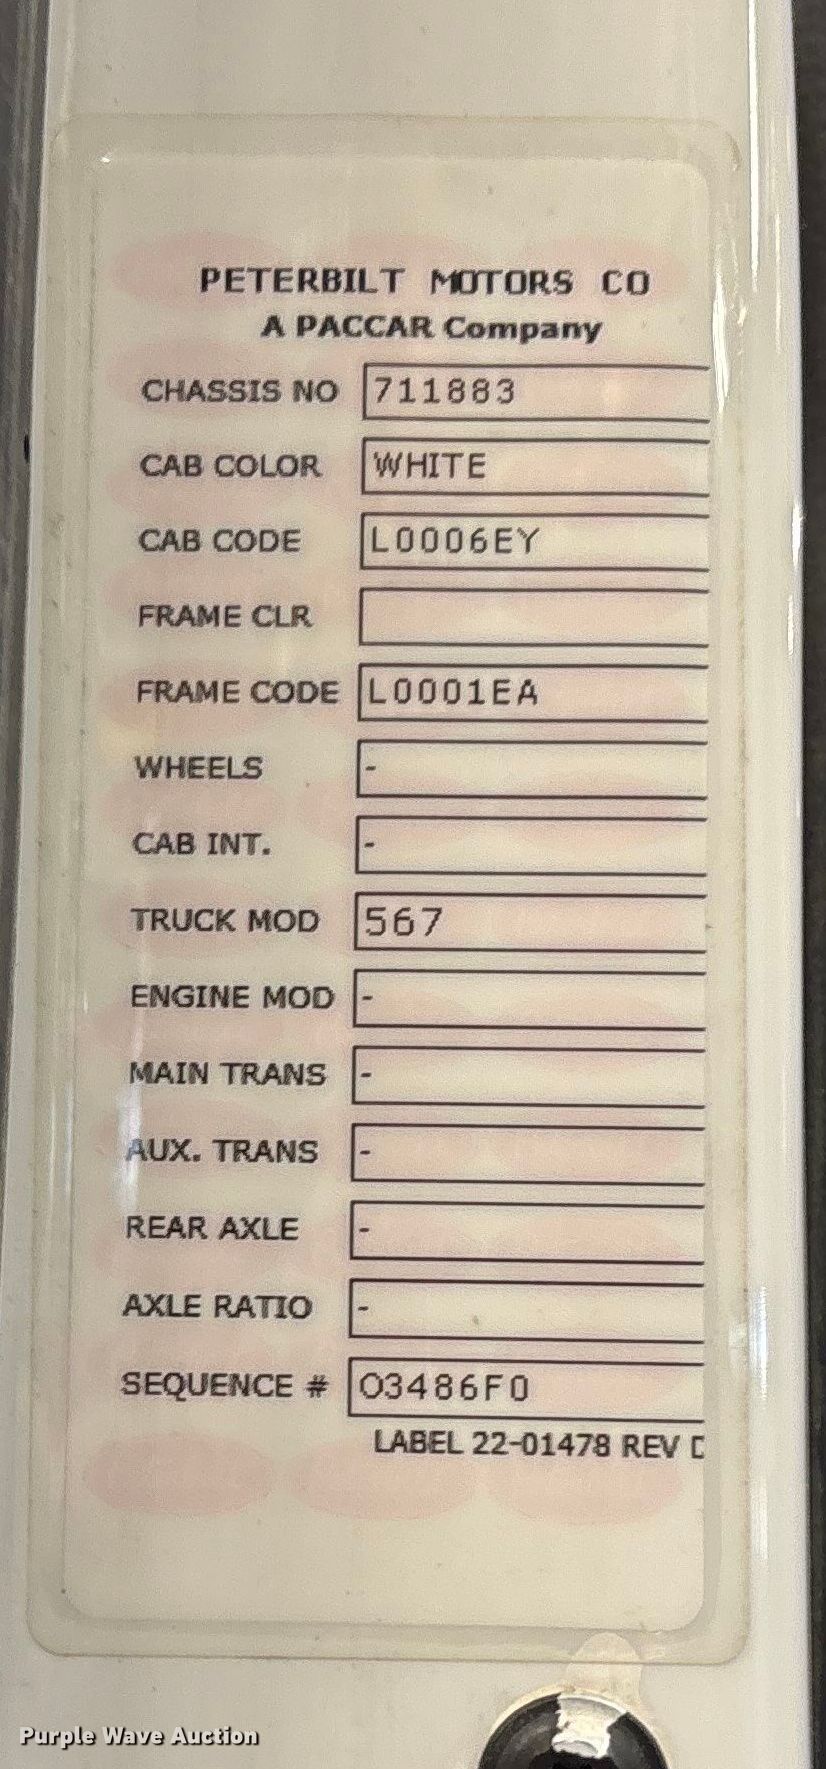 PETERBILT MOTORS CO
A PACCAR Company
CHASSIS NO 711883
CAB COLOR WHITE
CAB CODE L0006EY
FRAME CLR
FRAME CODE L0001EA
WHEELS -
CAB INT. -
TRUCK MOD 567
ENGINE MOD -
MAIN TRANS -
AUX. TRANS -
REAR AXLE -
AXLE RATIO -
SEQUENCE # O3486F0
LABEL 22-01478 REV
Purple Wave Auction